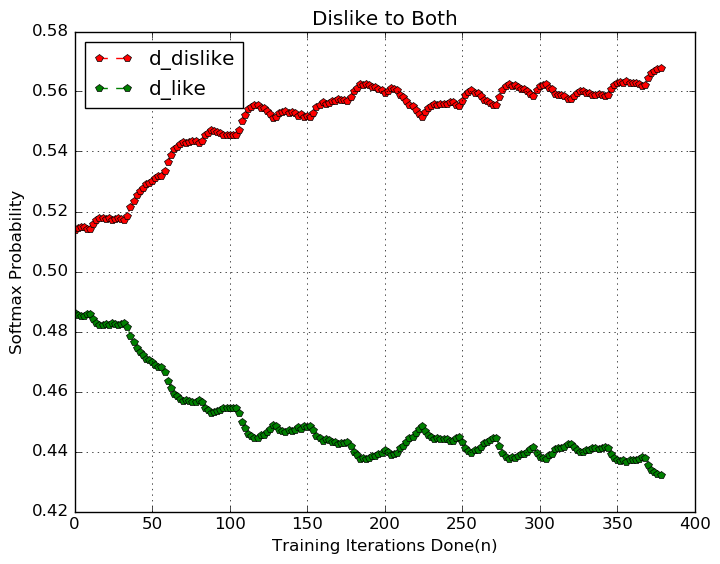 Dislike to Both
d_dislike
d_like
Softmax Probability
0.58
0.56
0.54
0.52
0.50
0.48
0.46
0.44
0.42
0 50 100 150 200 250 300 350 400
Training Iterations Done(n)